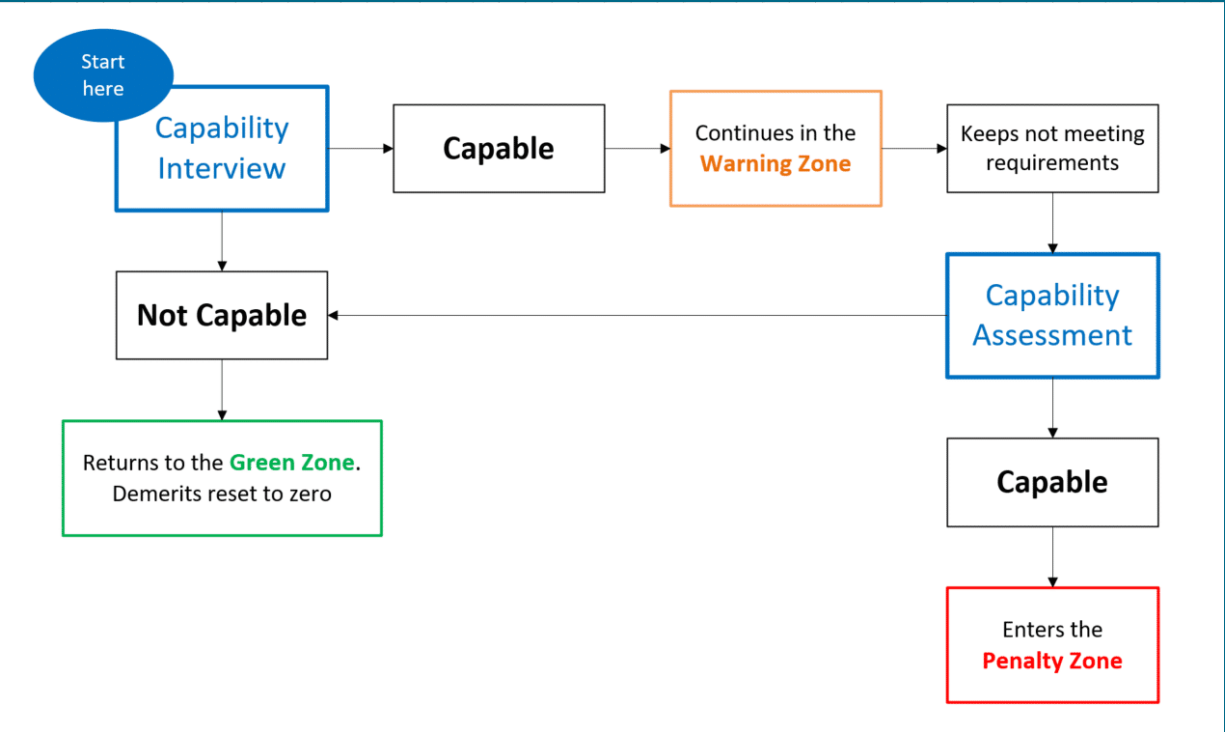 Start
here
Capability
Interview
Capable
Continues in the
Warning Zone
Keeps not meeting
requirements
Capability
Assessment
Not Capable
Returns to the Green Zone.
Demerits reset to zero
Capable
Enters the
Penalty Zone